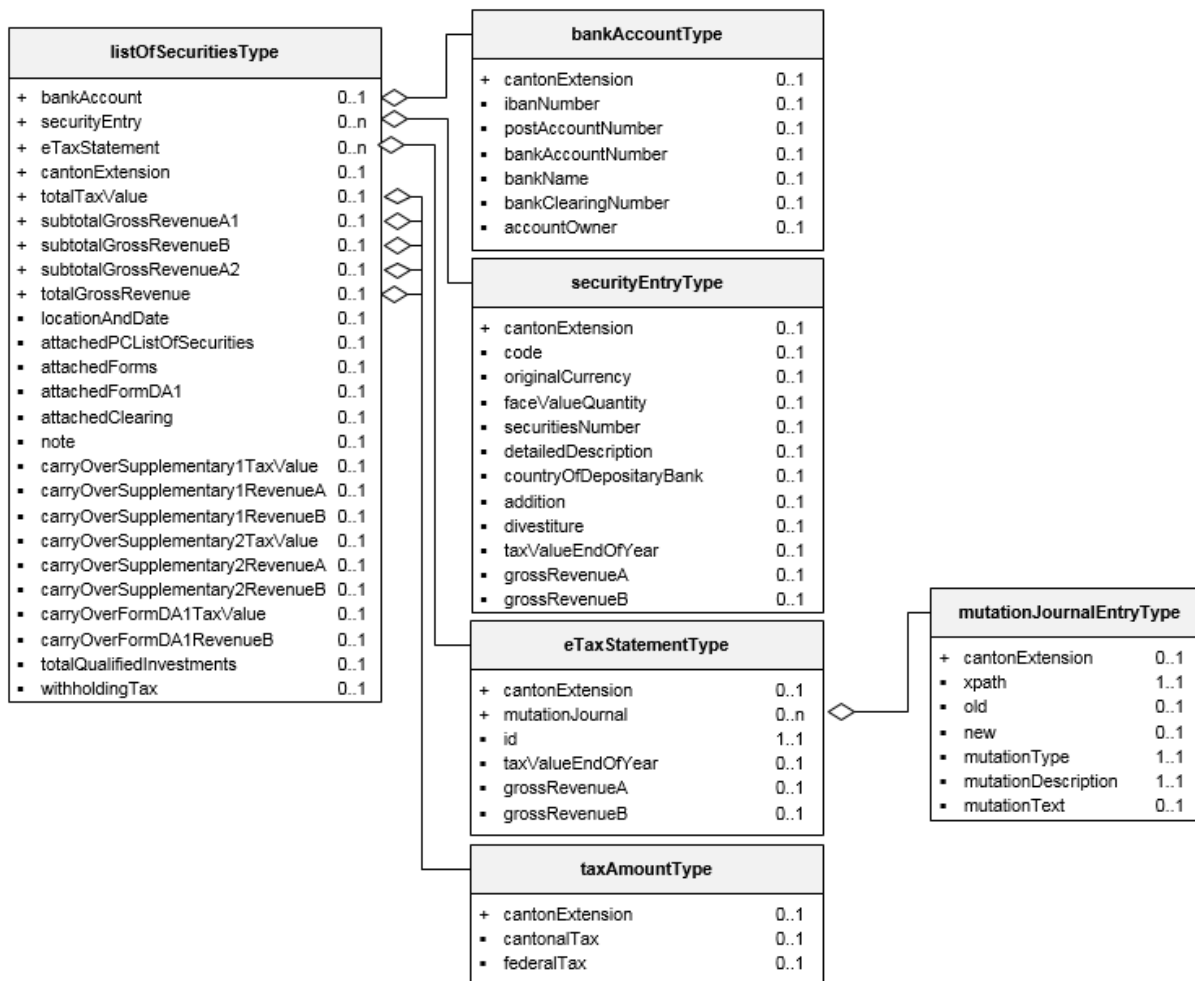 listOfSecuritiesType
+ bankAccount 0..1
+ securityEntry 0..n
+ eTaxStatement 0..n
+ cantonExtension 0..1
+ totalTaxValue 0..1
+ subtotalGrossRevenueA1 0..1
+ subtotalGrossRevenueB 0..1
+ subtotalGrossRevenueA2 0..1
+ totalGrossRevenue 0..1
▪ locationAndDate 0..1
▪ attachedPCListOfSecurities 0..1
▪ attachedForms 0..1
▪ attachedFormDA1 0..1
▪ attachedClearing 0..1
▪ note 0..1
▪ carryOverSupplementary1TaxValue 0..1
▪ carryOverSupplementary1RevenueA 0..1
▪ carryOverSupplementary1RevenueB 0..1
▪ carryOverSupplementary2TaxValue 0..1
▪ carryOverSupplementary2RevenueA 0..1
▪ carryOverSupplementary2RevenueB 0..1
▪ carryOverFormDA1TaxValue 0..1
▪ carryOverFormDA1RevenueB 0..1
▪ totalQualifiedInvestments 0..1
▪ withholdingTax 0..1
bankAccountType
+ cantonExtension 0..1
▪ ibanNumber 0..1
▪ postAccountNumber 0..1
▪ bankAccountNumber 0..1
▪ bankName 0..1
▪ bankClearingNumber 0..1
▪ accountOwner 0..1
securityEntryType
+ cantonExtension 0..1
▪ code 0..1
▪ originalCurrency 0..1
▪ faceValueQuantity 0..1
▪ securitiesNumber 0..1
▪ detailedDescription 0..1
▪ countryOfDepositaryBank 0..1
▪ addition 0..1
▪ divestiture 0..1
▪ taxValueEndOfYear 0..1
▪ grossRevenueA 0..1
▪ grossRevenueB 0..1
eTaxStatementType
+ cantonExtension 0..1
+ mutationJournal 0..n
▪ id 1..1
▪ taxValueEndOfYear 0..1
▪ grossRevenueA 0..1
▪ grossRevenueB 0..1
mutationJournalEntryType
+ cantonExtension 0..1
▪ xpath 1..1
▪ old 0..1
▪ new 0..1
▪ mutationType 1..1
▪ mutationDescription 1..1
▪ mutationText 0..1
taxAmountType
+ cantonExtension 0..1
▪ cantonalTax 0..1
▪ federalTax 0..1